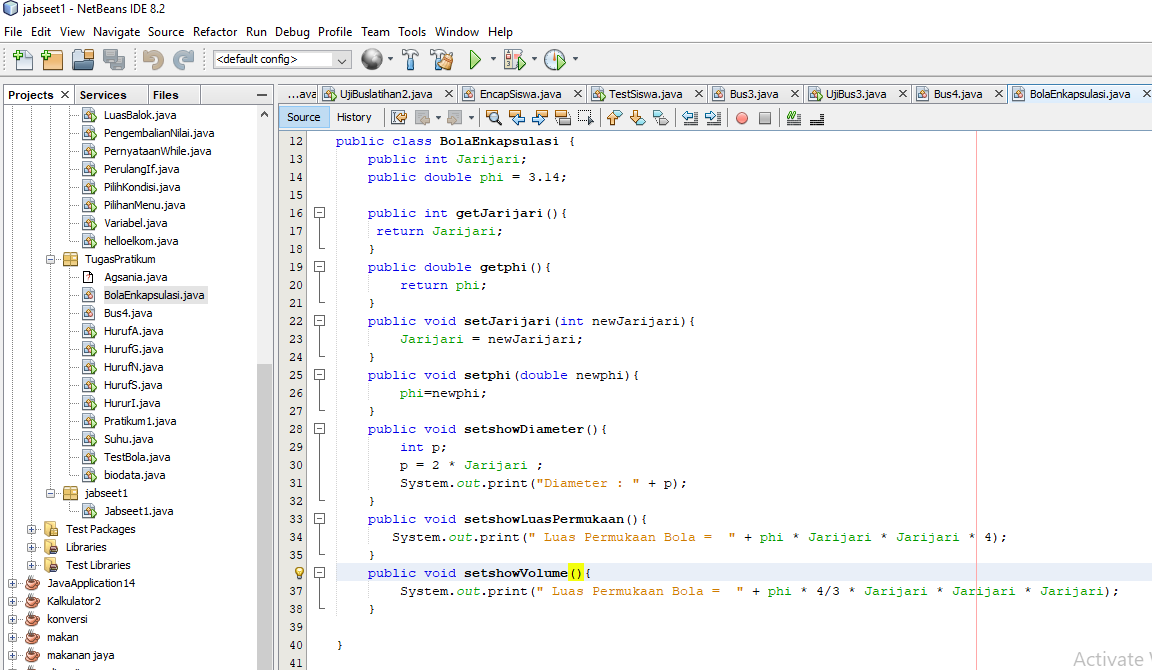 jabseet1 - NetBeans IDE 8.2
File Edit View Navigate Source Refactor Run Debug Profile Team Tools Window Help
<default config>
Projects Services Files
...ava UjiBuslatihan2.java EncapSiswa.java TestSiswa.java Bus3.java UjiBus3.java Bus4.java BolaEnkapsulasi.java
Source History
LuasBalok.java
PengembalianNilai.java
PernyataanWhile.java
PerulangIf.java
PilihKondisi.java
PilihanMenu.java
Variabel.java
helloelkom.java
TugasPratikum
Agsania.java
BolaEnkapsulasi.java
Bus4.java
HurufA.java
HurufG.java
HurufN.java
HurufS.java
HururI.java
Pratikum1.java
Suhu.java
TestBola.java
biodata.java
jabseet1
Jabseet1.java
Test Packages
Libraries
Test Libraries
JavaApplication14
Kalkulator2
konversi
makan
makanan jaya
12 public class BolaEnkapsulasi {
13 public int Jarijari;
14 public double phi = 3.14;
15
16 public int getJarijari(){
17 return Jarijari;
18 }
19 public double getphi(){
20 return phi;
21 }
22 public void setJarijari(int newJarijari){
23 Jarijari = newJarijari;
24 }
25 public void setphi(double newphi){
26 phi=newphi;
27 }
28 public void setshowDiameter(){
29 int p;
30 p = 2 * Jarijari ;
31 System.out.print("Diameter : " + p);
32 }
33 public void setshowLuasPermukaan(){
34 System.out.print(" Luas Permukaan Bola =  " + phi * Jarijari * Jarijari * 4);
35 }
public void setshowVolume(){
37 System.out.print(" Luas Permukaan Bola =  " + phi * 4/3 * Jarijari * Jarijari * Jarijari);
38 }
39
40 }
41
Activate